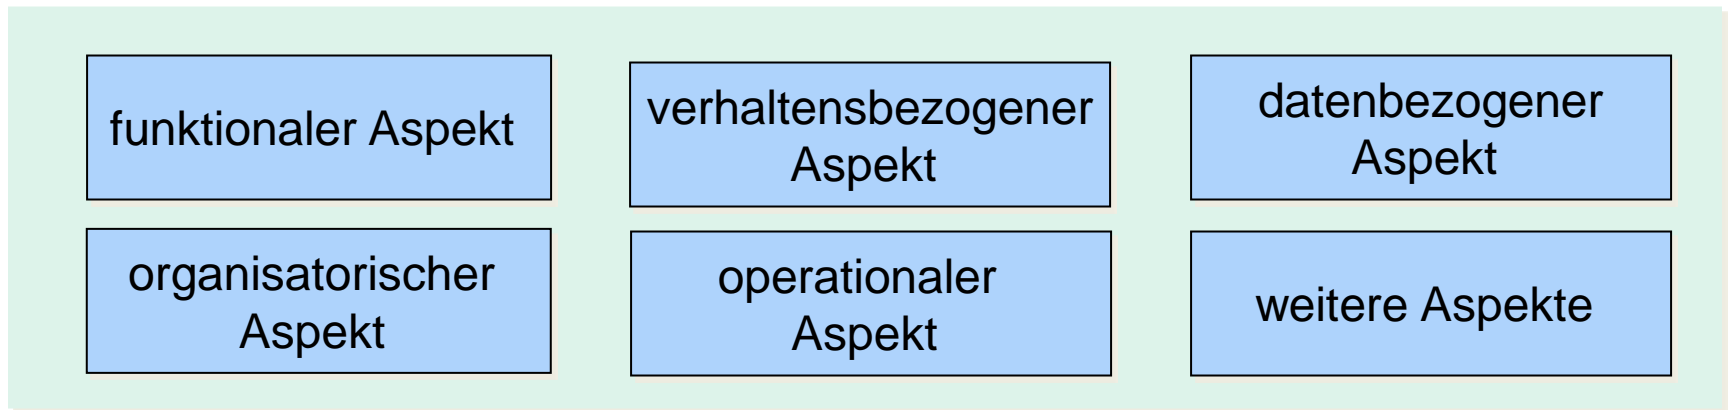 funktionaler Aspekt
verhaltensbezogener
Aspekt
datenbezogener
Aspekt
organisatorischer
Aspekt
operationaler
Aspekt
weitere Aspekte